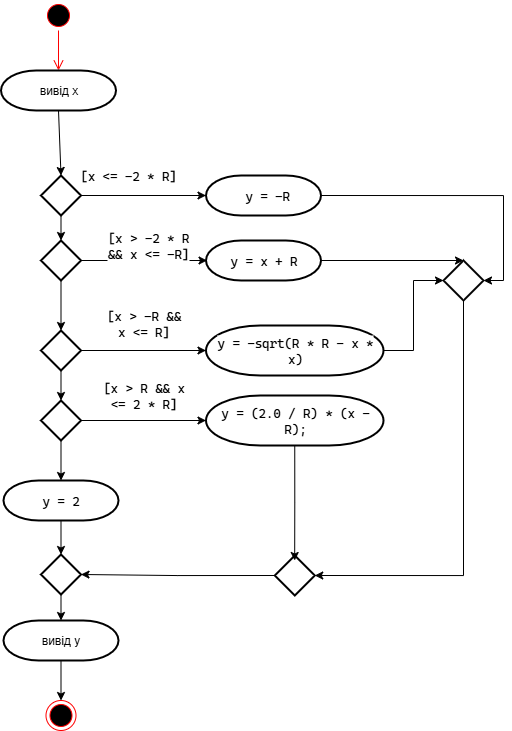 вивід x
[x <= −2 * R]
y = −R
[x > −2 * R
&& x <= −R]
y = x + R
[x > −R &&
x <= R]
y = −sqrt(R * R − x *
x)
[x > R && x
<= 2 * R]
y = (2.0 / R) * (x −
R);
y = 2
вивід y